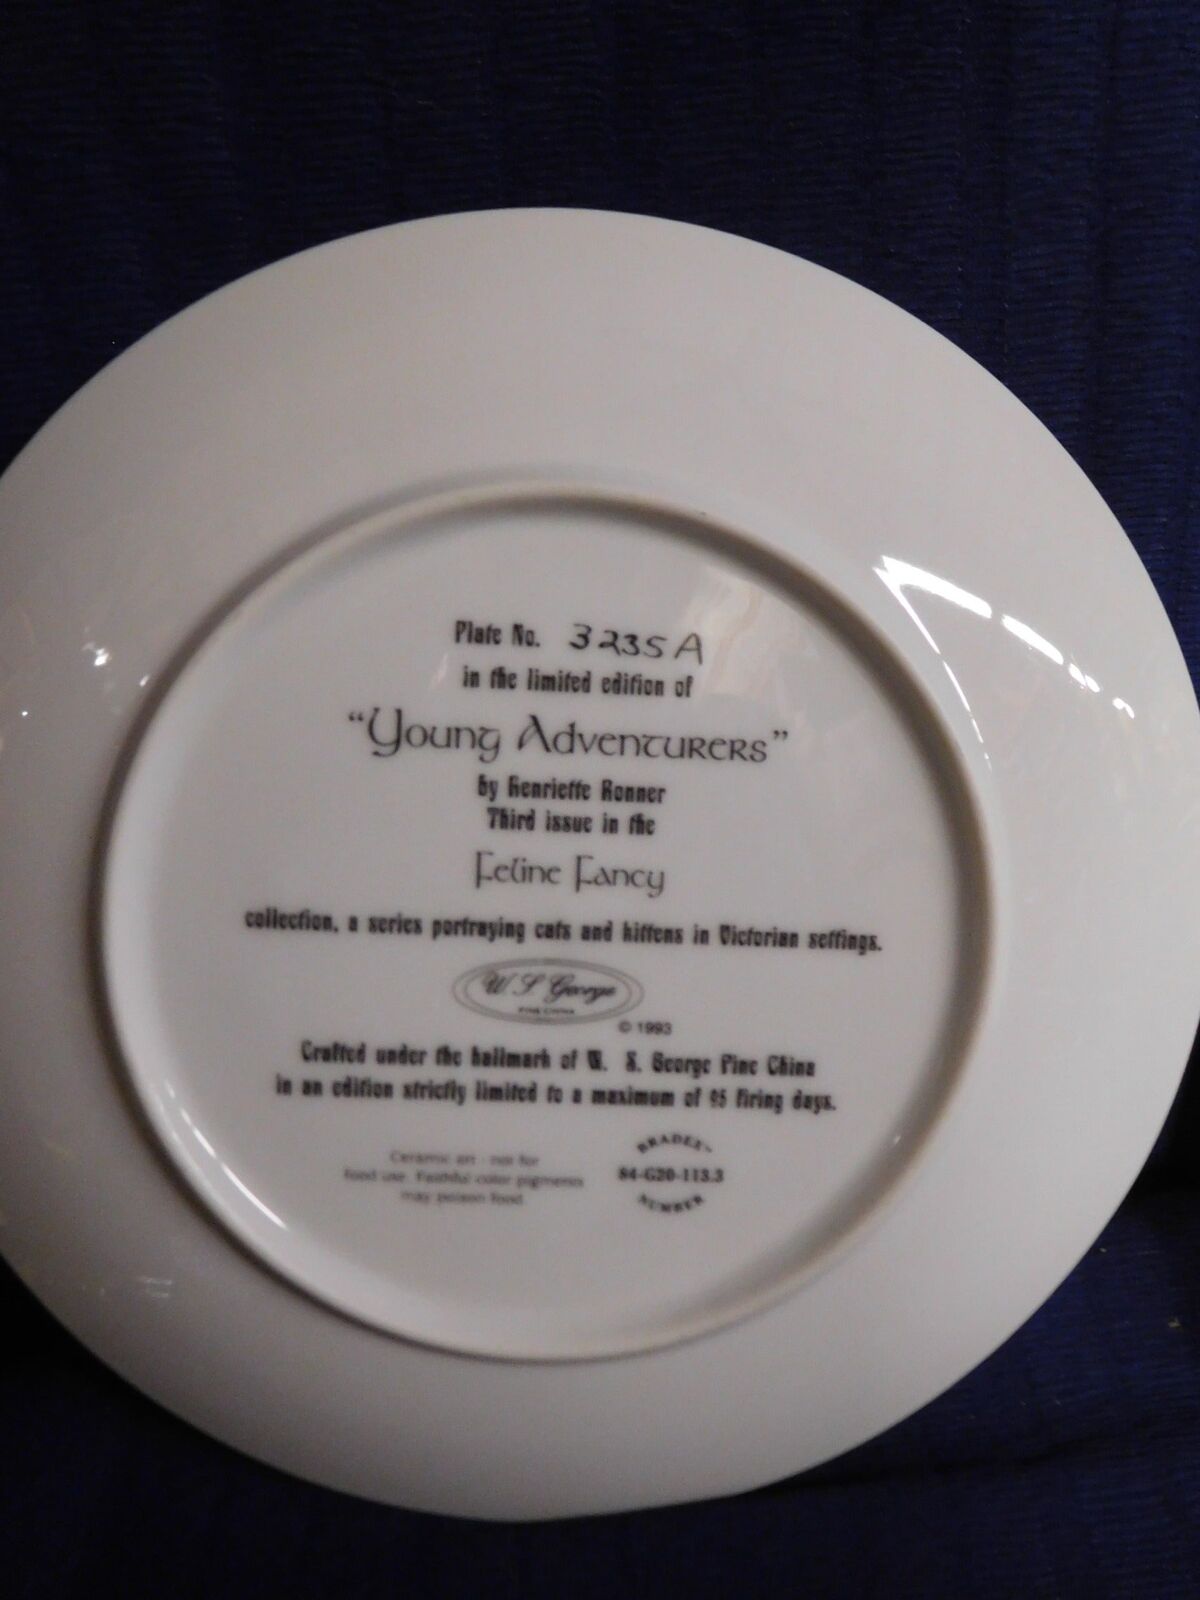 Plate No. 3235A
in the limited edition of
“Young Adventurers”
by Henriette Ronner
Third issue in the
Feline Fancy
collection, a series portraying cats and kittens in Victorian settings.
W S George
FINE CHINA
© 1993
Crafted under the hallmark of W. S. George Fine China
in an edition strictly limited to a maximum of 95 firing days.
Ceramic art - not for
food use. Faithful color pigments
may poison food.
BRADEX™
84-G20-113.3
NUMBER